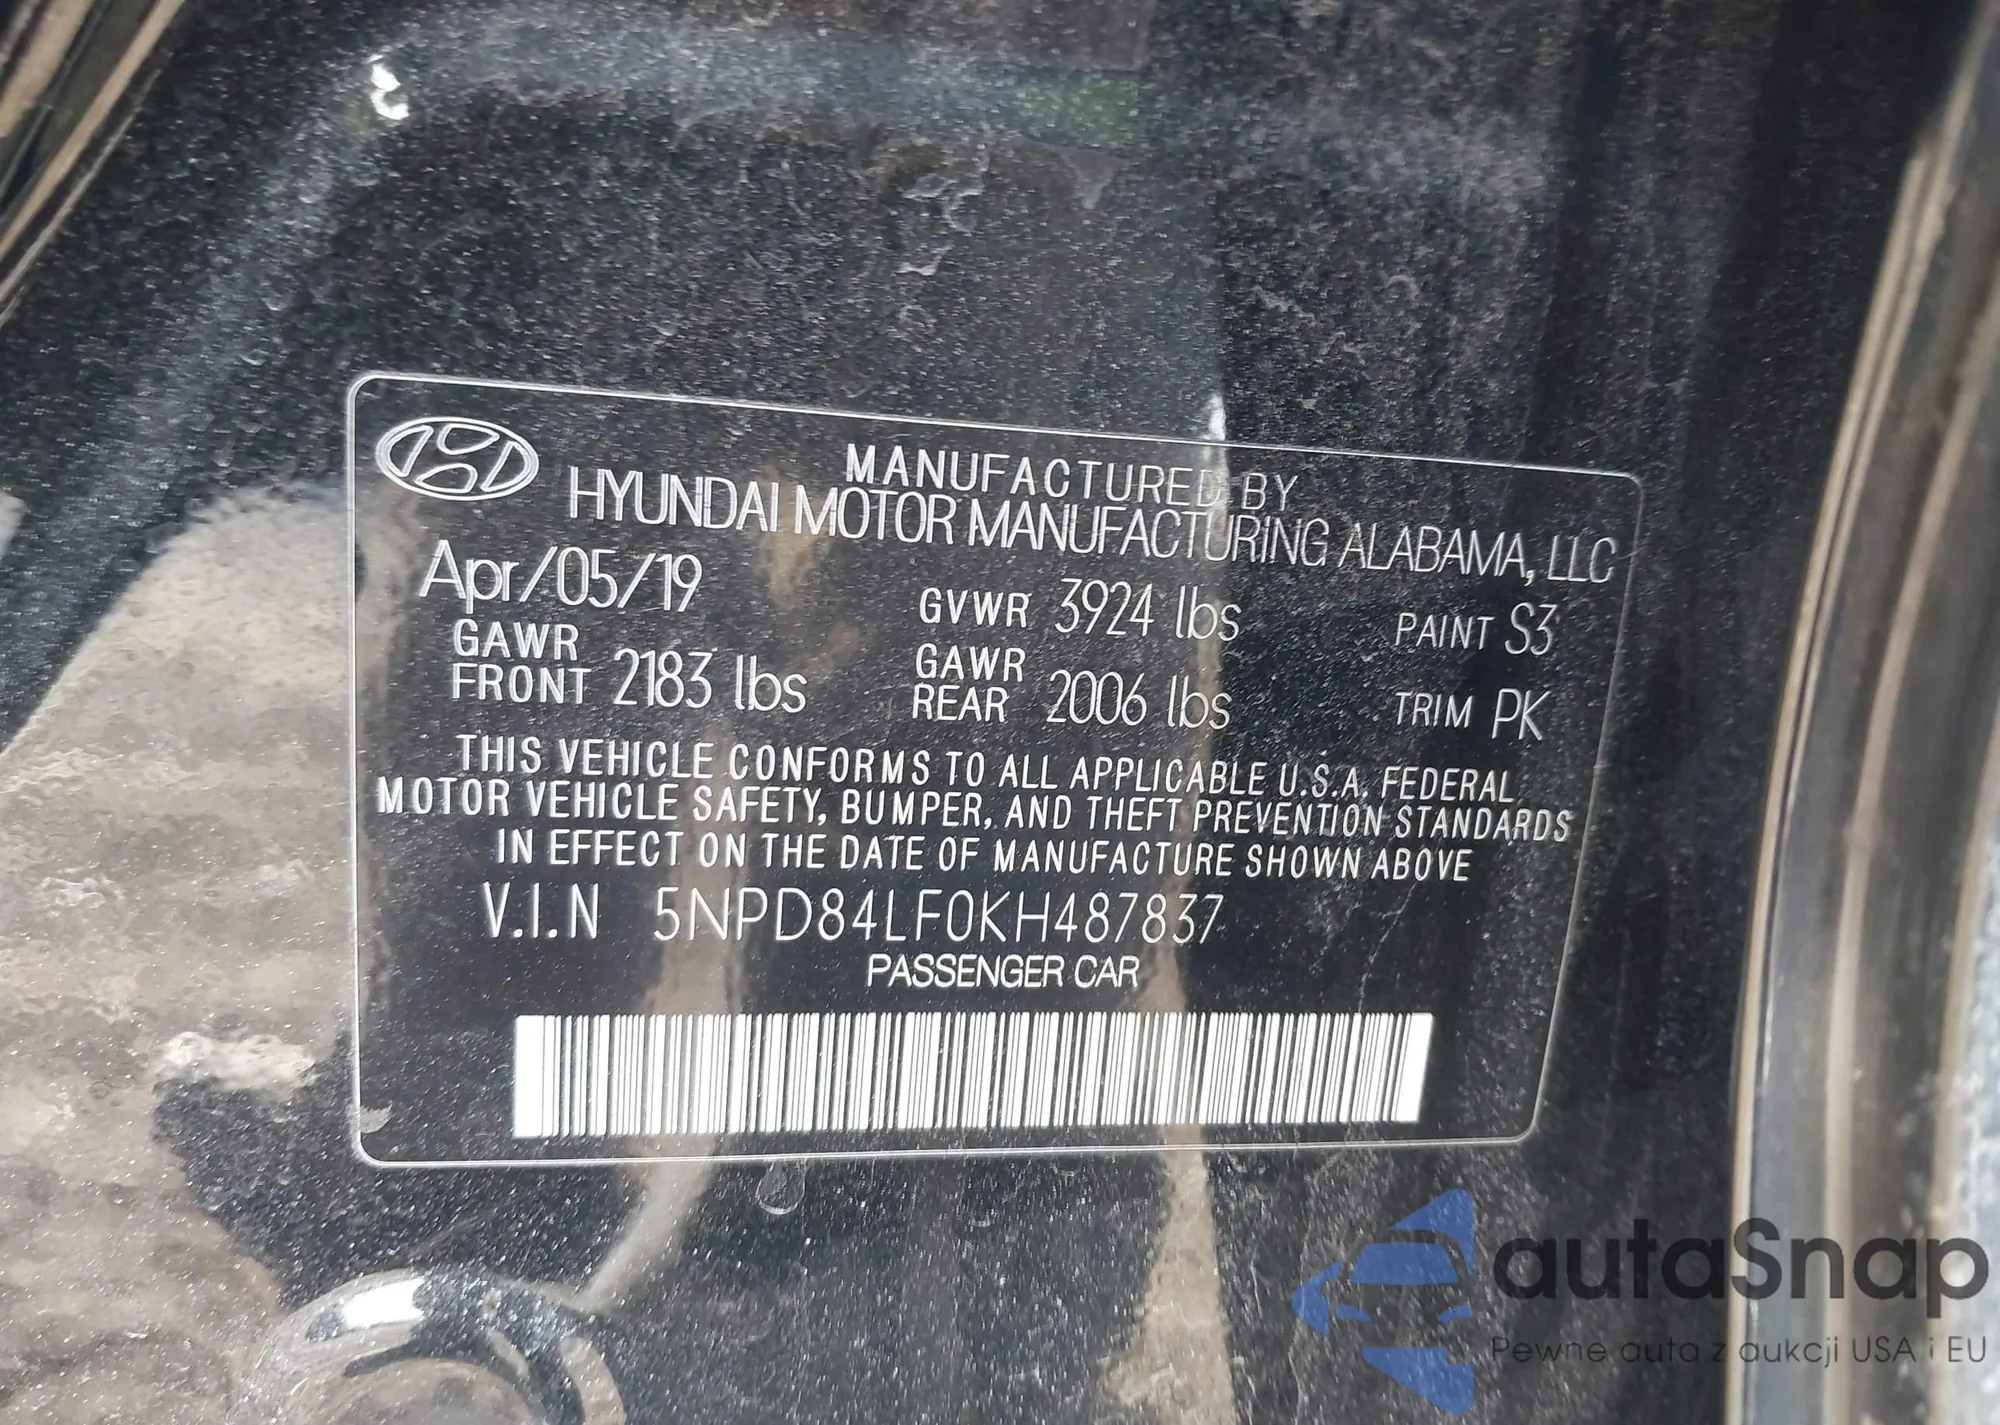 MANUFACTURED BY
HYUNDAI MOTOR MANUFACTURING ALABAMA, LLC
Apr/05/19 GVWR 3924 lbs PAINT S3
GAWR FRONT 2183 lbs GAWR REAR 2006 lbs TRIM PK
THIS VEHICLE CONFORMS TO ALL APPLICABLE U.S.A. FEDERAL
MOTOR VEHICLE SAFETY, BUMPER, AND THEFT PREVENTION STANDARDS
IN EFFECT ON THE DATE OF MANUFACTURE SHOWN ABOVE
V.I.N 5NPD84LF0KH487837
PASSENGER CAR
autaSnap
Pewne auta z aukcji USA i EU